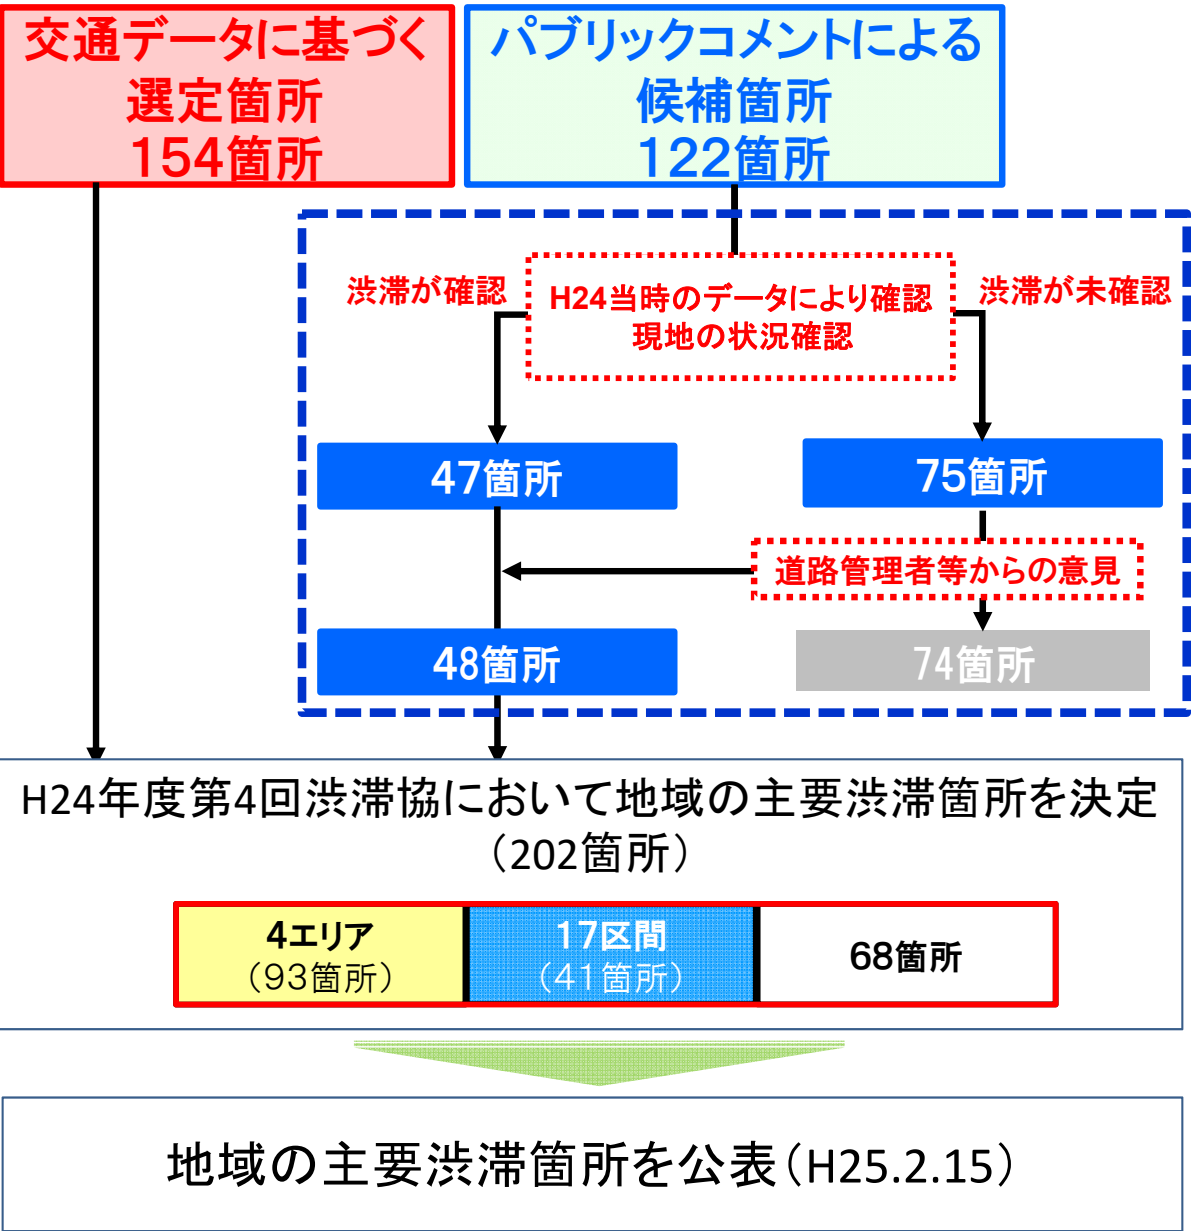 交通データに基づく
選定箇所
154箇所
パブリックコメントによる
候補箇所
122箇所
渋滞が確認
H24当時のデータにより確認
現地の状況確認
渋滞が未確認
47箇所
75箇所
道路管理者等からの意見
48箇所
74箇所
H24年度第4回渋滞協において地域の主要渋滞箇所を決定
（202箇所）
4エリア
（93箇所）
17区間
（41箇所）
68箇所
地域の主要渋滞箇所を公表（H25.2.15）